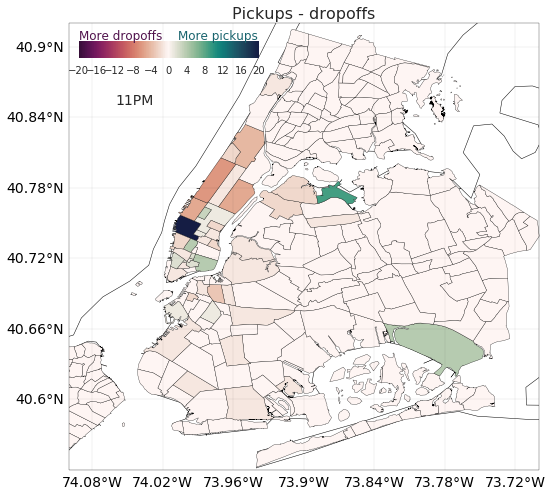 Pickups - dropoffs
More dropoffs More pickups
−20 −16 −12 −8 −4 0 4 8 12 16 20
11PM
40.9°N
40.84°N
40.78°N
40.72°N
40.66°N
40.6°N
74.08°W 74.02°W 73.96°W 73.9°W 73.84°W 73.78°W 73.72°W